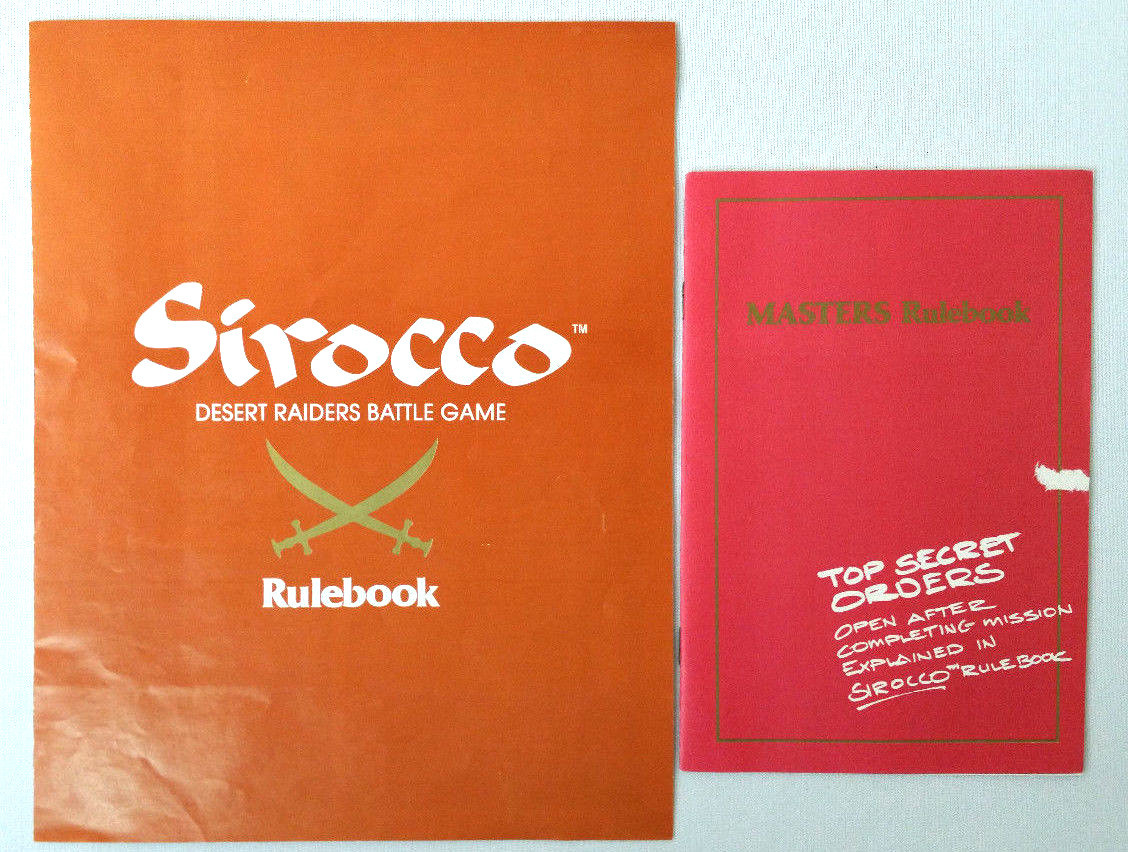 Sirocco™
DESERT RAIDERS BATTLE GAME
Rulebook
MASTERS Rulebook
TOP SECRET
ORDERS
OPEN AFTER
COMPLETING MISSION
EXPLAINED IN
SIROCCO™ RULEBOOK